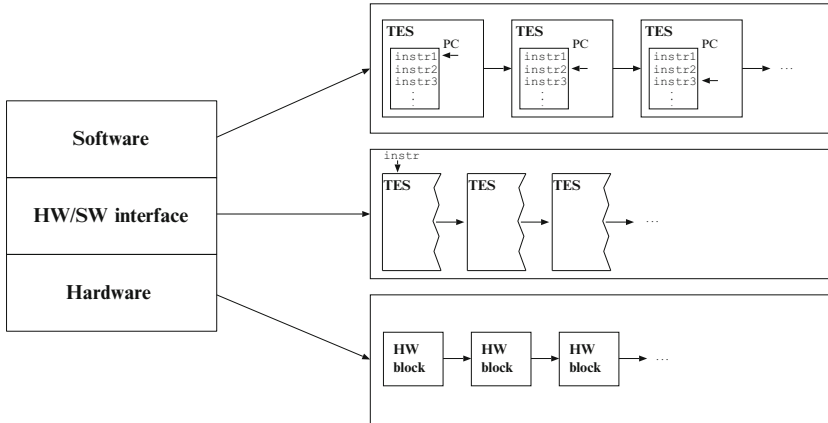 Software
HW/SW interface
Hardware
TES
PC
instr1
instr2
instr3
.
.
.
TES
PC
instr1
instr2
instr3
.
.
.
TES
PC
instr1
instr2
instr3
.
.
.
...
instr
TES
TES
TES
...
HW
block
HW
block
HW
block
...